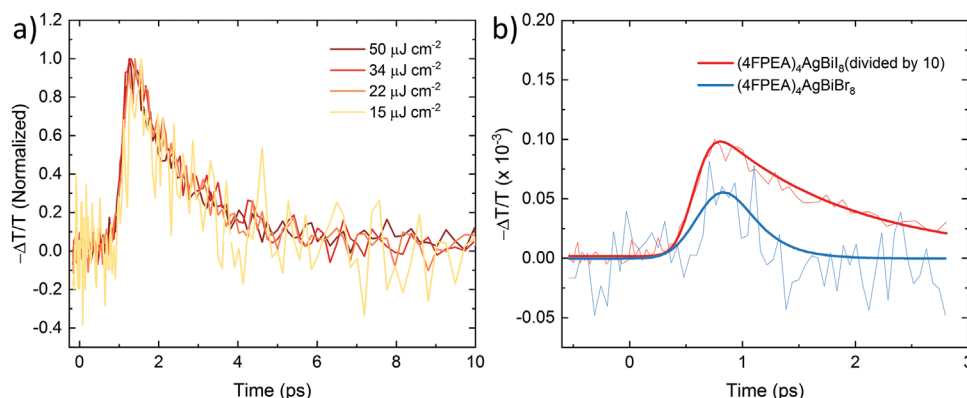 a)
1.2
1.0
0.8
0.6
0.4
0.2
0.0
-0.2
-0.4
−ΔT/T (Normalized)
50 μJ cm⁻²
34 μJ cm⁻²
22 μJ cm⁻²
15 μJ cm⁻²
0 2 4 6 8 10
Time (ps)
b)
0.20
0.15
0.10
0.05
0.00
-0.05
−ΔT/T (x 10⁻³)
(4FPEA)₄AgBiI₈(divided by 10)
(4FPEA)₄AgBiBr₈
0 1 2 3
Time (ps)